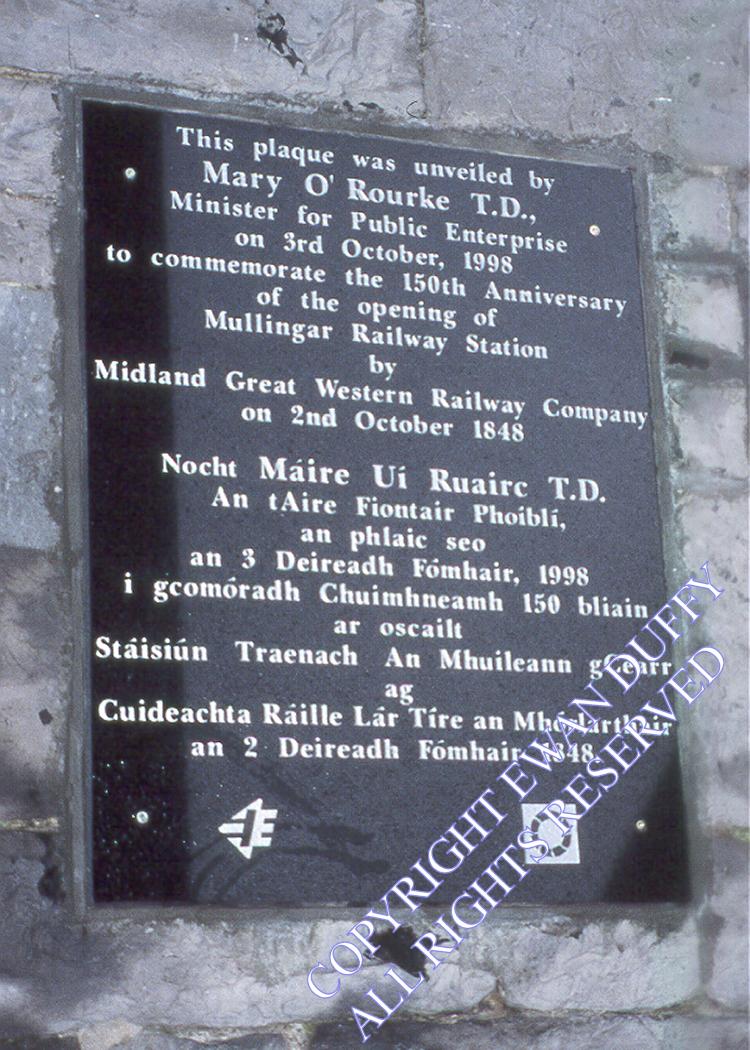 This plaque was unveiled by
Mary O' Rourke T.D.,
Minister for Public Enterprise
on 3rd October, 1998
to commemorate the 150th Anniversary
of the opening of
Mullingar Railway Station
by
Midland Great Western Railway Company
on 2nd October 1848
Nocht Máire Uí Ruairc T.D.
An tAire Fiontair Phoiblí,
an phlaic seo
an 3 Deireadh Fómhair, 1998
i gcomóradh Chuimhneamh 150 bliain
ar oscailt
Stáisiún Traenach An Mhuileann gCearr
ag
Cuideachta Ráille Lár Tíre an Mhóriarthair
an 2 Deireadh Fómhair 1848
COPYRIGHT EWAN DUFFY
ALL RIGHTS RESERVED